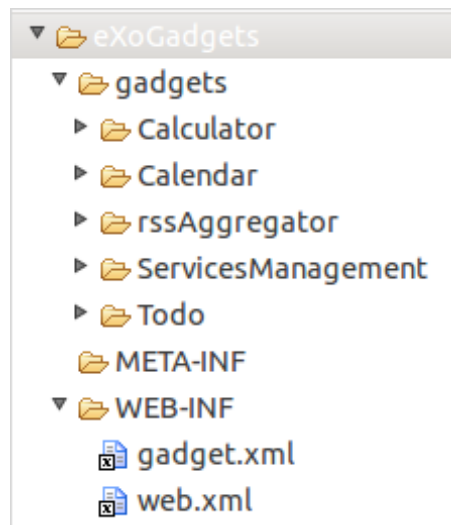 eXoGadgets
gadgets
Calculator
Calendar
rssAggregator
ServicesManagement
Todo
META-INF
WEB-INF
gadget.xml
web.xml